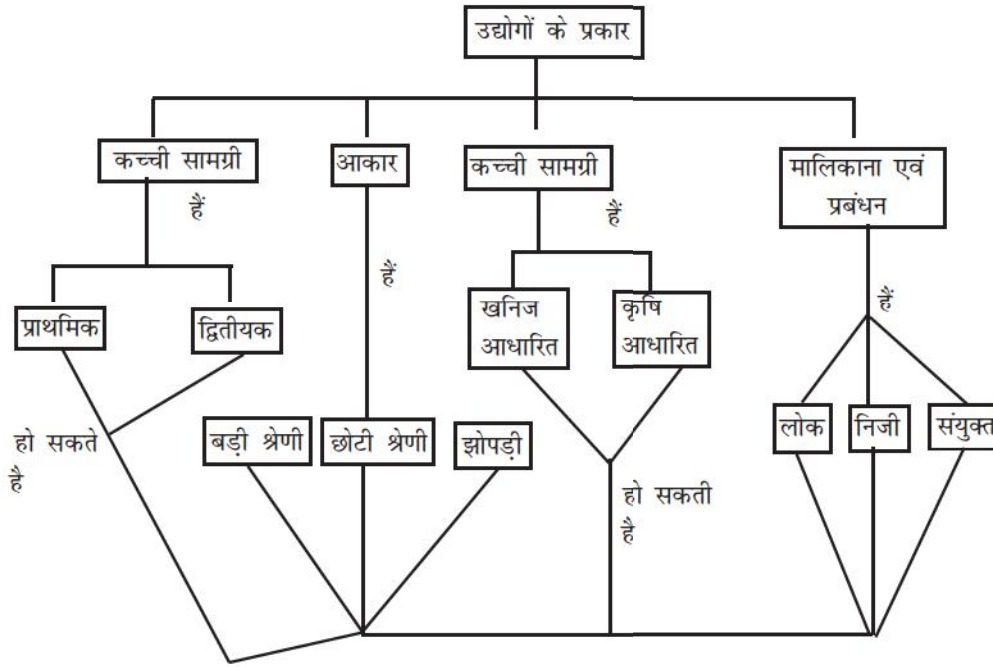 उद्योगों के प्रकार
कच्ची सामग्री
आकार
कच्ची सामग्री
मालिकाना एवं
प्रबंधन
हैं
हैं
हैं
हैं
प्राथमिक
द्वितीयक
खनिज
आधारित
कृषि
आधारित
हो सकते
है
बड़ी श्रेणी
छोटी श्रेणी
झोपड़ी
लोक
निजी
संयुक्त
हो सकती
है